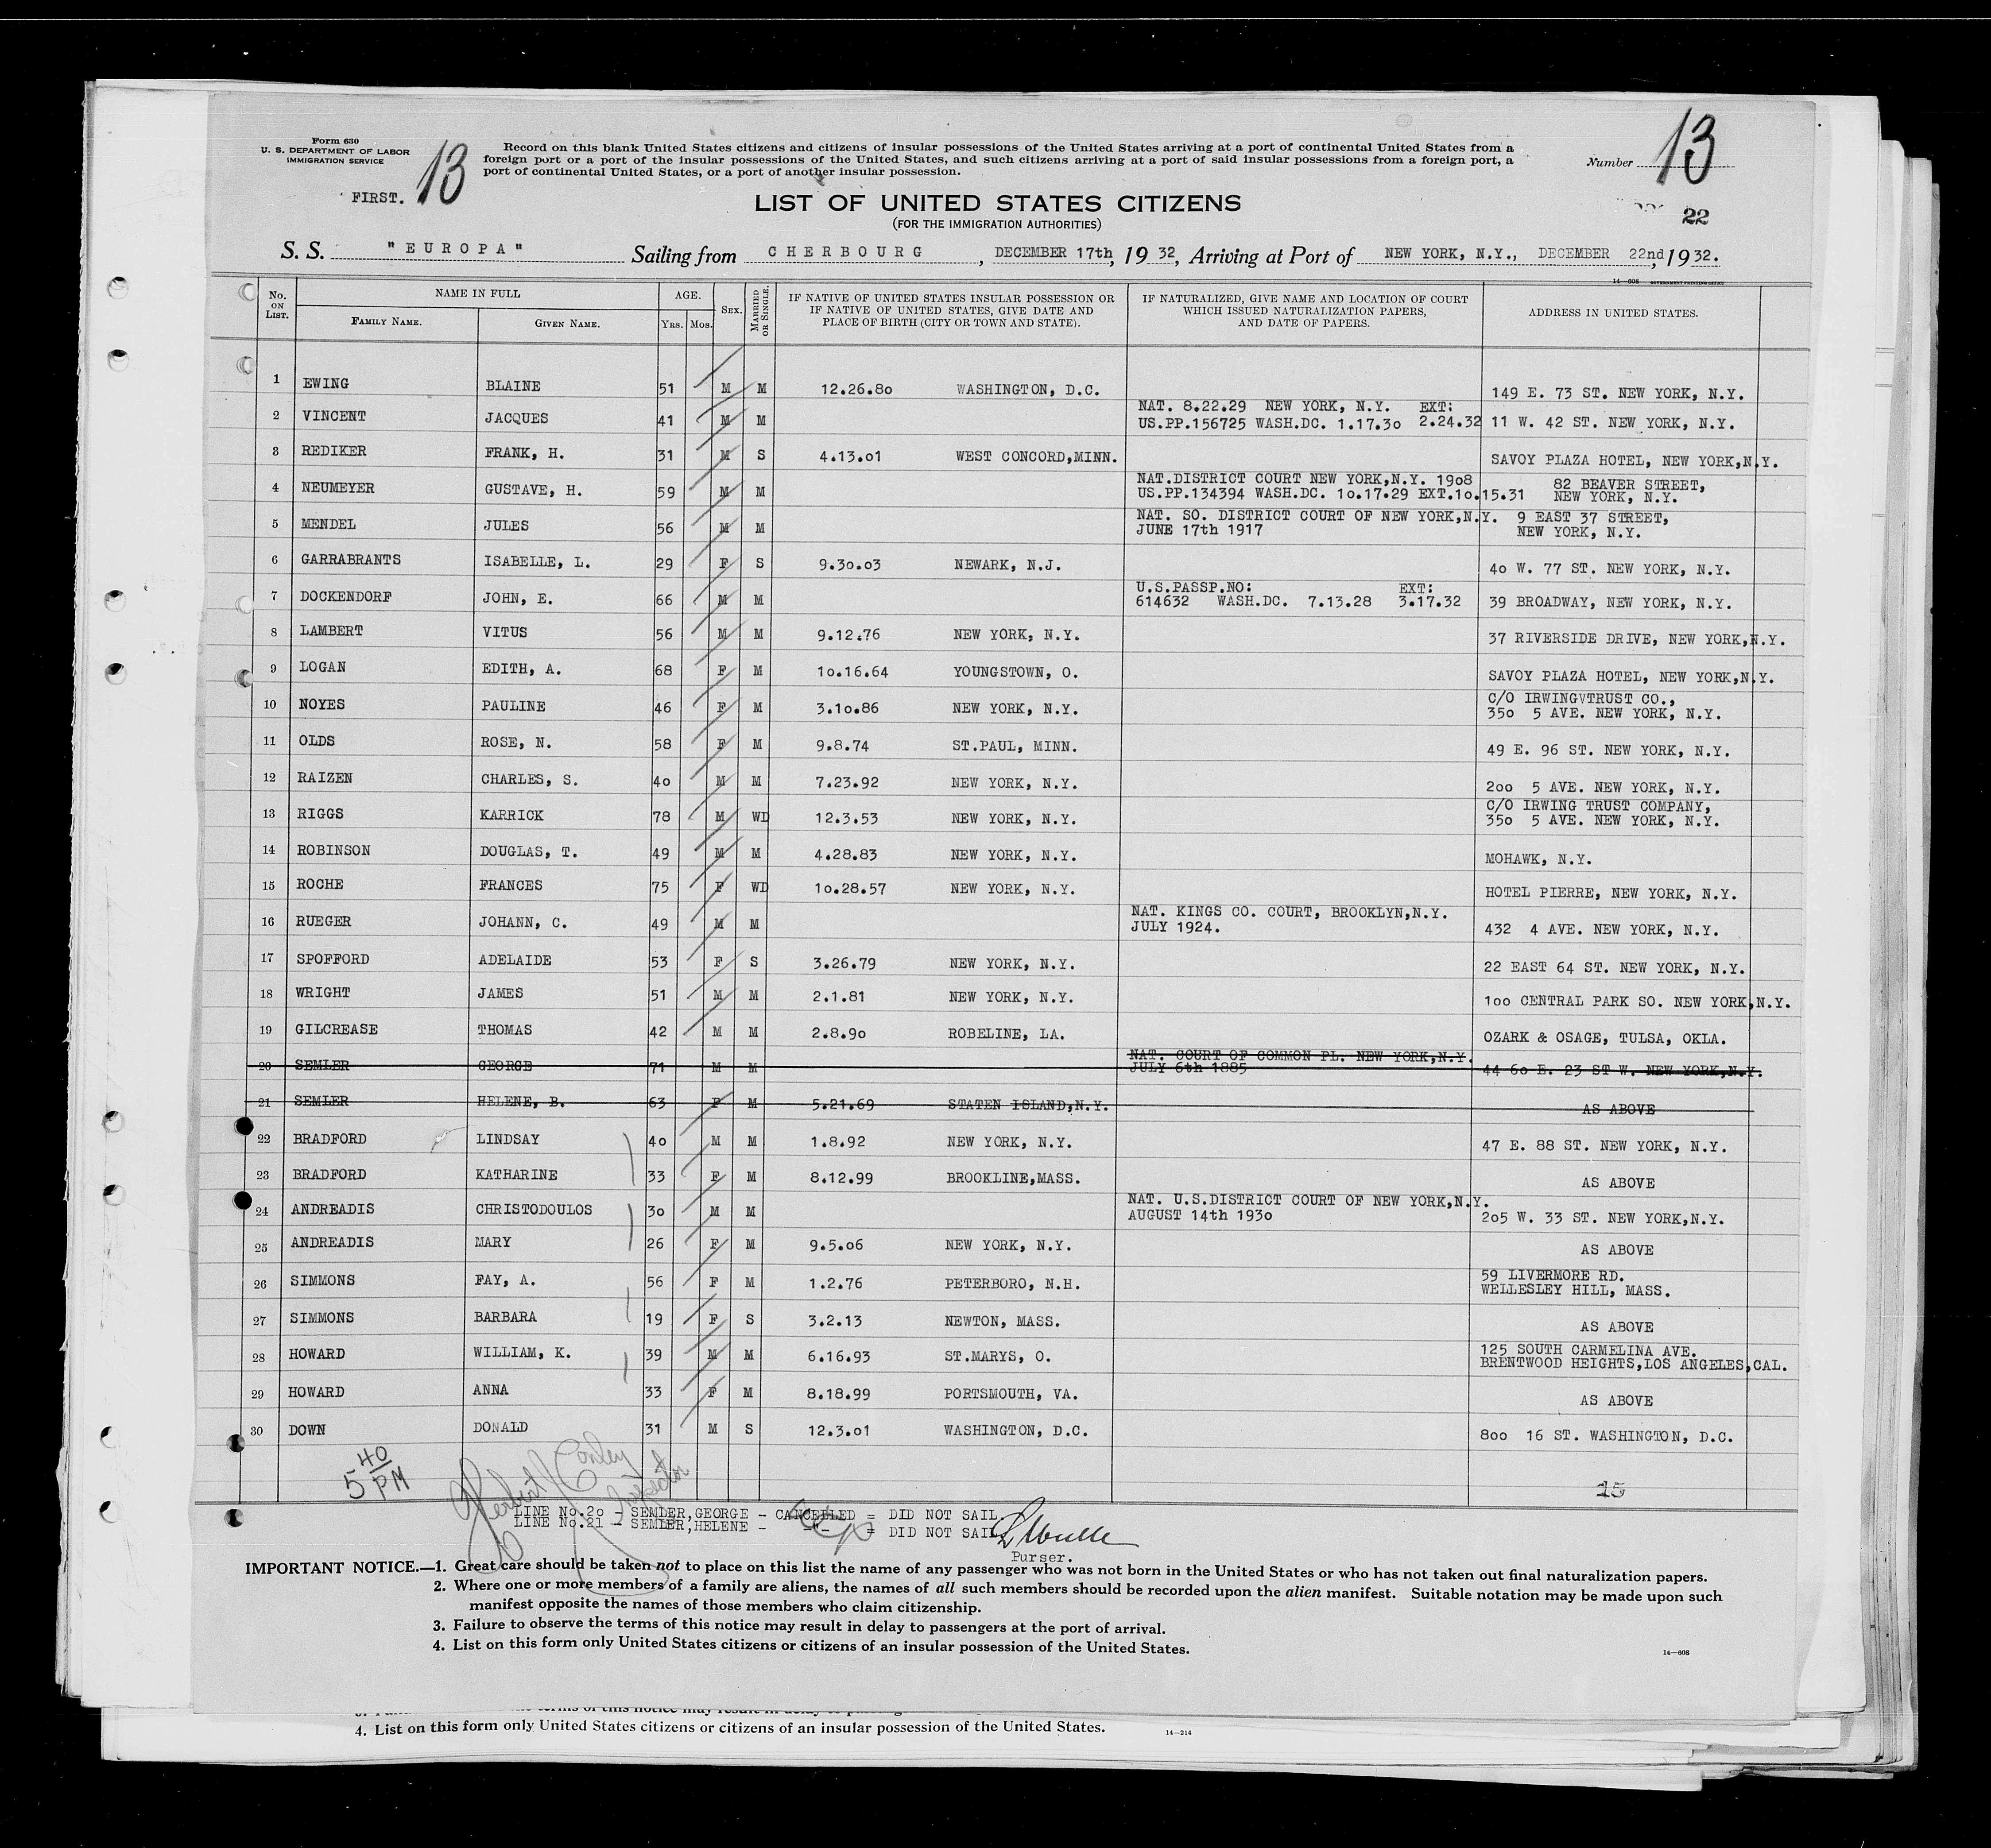 Form 630
U. S. DEPARTMENT OF LABOR
IMMIGRATION SERVICE
FIRST.
13
Record on this blank United States citizens and citizens of insular possessions of the United States arriving at a port of continental United States from a
foreign port or a port of the insular possessions of the United States, and such citizens arriving at a port of said insular possessions from a foreign port, a
port of continental United States, or a port of another insular possession.
Number 13
LIST OF UNITED STATES CITIZENS
(FOR THE IMMIGRATION AUTHORITIES)
22
S. S. "EUROPA" Sailing from CHERBOURG, DECEMBER 17th, 19 32, Arriving at Port of NEW YORK, N.Y., DECEMBER 22nd, 19 32.
14—608 GOVERNMENT PRINTING OFFICE
No. ON LIST. NAME IN FULL FAMILY NAME. GIVEN NAME. AGE. Yrs. Mos. SEX. MARRIED OR SINGLE. IF NATIVE OF UNITED STATES INSULAR POSSESSION OR IF NATIVE OF UNITED STATES, GIVE DATE AND PLACE OF BIRTH (CITY OR TOWN AND STATE). IF NATURALIZED, GIVE NAME AND LOCATION OF COURT WHICH ISSUED NATURALIZATION PAPERS, AND DATE OF PAPERS. ADDRESS IN UNITED STATES.
1 EWING BLAINE 51 M M 12.26.80 WASHINGTON, D.C. 149 E. 73 ST. NEW YORK, N.Y.
2 VINCENT JACQUES 41 M M NAT. 8.22.29 NEW YORK, N.Y. EXT:
US.PP.156725 WASH.DC. 1.17.30 2.24.32 11 W. 42 ST. NEW YORK, N.Y.
3 REDIKER FRANK, H. 31 M S 4.13.01 WEST CONCORD,MINN. SAVOY PLAZA HOTEL, NEW YORK,N.Y.
4 NEUMEYER GUSTAVE, H. 59 M M NAT.DISTRICT COURT NEW YORK,N.Y. 1908 82 BEAVER STREET,
US.PP.134394 WASH.DC. 10.17.29 EXT.10.15.31 NEW YORK, N.Y.
5 MENDEL JULES 56 M M NAT. SO. DISTRICT COURT OF NEW YORK,N.Y. 9 EAST 37 STREET,
JUNE 17th 1917 NEW YORK, N.Y.
6 GARRABRANTS ISABELLE, L. 29 F S 9.30.03 NEWARK, N.J. 40 W. 77 ST. NEW YORK, N.Y.
7 DOCKENDORF JOHN, E. 66 M M U.S.PASSP.NO: EXT:
614632 WASH.DC. 7.13.28 3.17.32 39 BROADWAY, NEW YORK, N.Y.
8 LAMBERT VITUS 56 M M 9.12.76 NEW YORK, N.Y. 37 RIVERSIDE DRIVE, NEW YORK,N.Y.
9 LOGAN EDITH, A. 68 F M 10.16.64 YOUNGSTOWN, O. SAVOY PLAZA HOTEL, NEW YORK,N.Y.
10 NOYES PAULINE 46 F M 3.10.86 NEW YORK, N.Y. C/O IRWINGVTRUST CO.,
350 5 AVE. NEW YORK, N.Y.
11 OLDS ROSE, N. 58 F M 9.8.74 ST.PAUL, MINN. 49 E. 96 ST. NEW YORK, N.Y.
12 RAIZEN CHARLES, S. 40 M M 7.23.92 NEW YORK, N.Y. 200 5 AVE. NEW YORK, N.Y.
13 RIGGS KARRICK 78 M WD 12.3.53 NEW YORK, N.Y. C/O IRWING TRUST COMPANY,
350 5 AVE. NEW YORK, N.Y.
14 ROBINSON DOUGLAS, T. 49 M M 4.28.83 NEW YORK, N.Y. MOHAWK, N.Y.
15 ROCHE FRANCES 75 F WD 10.28.57 NEW YORK, N.Y. HOTEL PIERRE, NEW YORK, N.Y.
16 RUEGER JOHANN, C. 49 M M NAT. KINGS CO. COURT, BROOKLYN,N.Y.
JULY 1924. 432 4 AVE. NEW YORK, N.Y.
17 SPOFFORD ADELAIDE 53 F S 3.26.79 NEW YORK, N.Y. 22 EAST 64 ST. NEW YORK, N.Y.
18 WRIGHT JAMES 51 M M 2.1.81 NEW YORK, N.Y. 100 CENTRAL PARK SO. NEW YORK,N.Y.
19 GILCREASE THOMAS 42 M M 2.8.90 ROBELINE, LA. OZARK & OSAGE, TULSA, OKLA.
20 SEMLER GEORGE 71 M M NAT. COURT OF COMMON PL. NEW YORK,N.Y.
JULY 6th 1885 44 60 E. 23 ST W. NEW YORK,N.Y.
21 SEMLER HELENE, B. 63 F M 5.21.69 STATEN ISLAND,N.Y. AS ABOVE
22 BRADFORD LINDSAY 40 M M 1.8.92 NEW YORK, N.Y. 47 E. 88 ST. NEW YORK, N.Y.
23 BRADFORD KATHARINE 33 F M 8.12.99 BROOKLINE,MASS. AS ABOVE
24 ANDREADIS CHRISTODOULOS 30 M M NAT. U.S.DISTRICT COURT OF NEW YORK,N.Y.
AUGUST 14th 1930 205 W. 33 ST. NEW YORK,N.Y.
25 ANDREADIS MARY 26 F M 9.5.06 NEW YORK, N.Y. AS ABOVE
26 SIMMONS FAY, A. 56 F M 1.2.76 PETERBORO, N.H. 59 LIVERMORE RD.
WELLESLEY HILL, MASS.
27 SIMMONS BARBARA 19 F S 3.2.13 NEWTON, MASS. AS ABOVE
28 HOWARD WILLIAM, K. 39 M M 6.16.93 ST.MARYS, O. 125 SOUTH CARMELINA AVE.
BRENTWOOD HEIGHTS,LOS ANGELES,CAL.
29 HOWARD ANNA 33 F M 8.18.99 PORTSMOUTH, VA. AS ABOVE
30 DOWN DONALD 31 M S 12.3.01 WASHINGTON, D.C. 800 16 ST. WASHINGTON, D.C.
5 40 PM
Herbert Conley
Inspector
15
LINE No.20 - SEMLER,GEORGE - CANCELLED = DID NOT SAIL.
LINE No.21 - SEMLER,HELENE - -"- = DID NOT SAIL
Purser.
IMPORTANT NOTICE.—1. Great care should be taken not to place on this list the name of any passenger who was not born in the United States or who has not taken out final naturalization papers.
2. Where one or more members of a family are aliens, the names of all such members should be recorded upon the alien manifest. Suitable notation may be made upon such
manifest opposite the names of those members who claim citizenship.
3. Failure to observe the terms of this notice may result in delay to passengers at the port of arrival.
4. List on this form only United States citizens or citizens of an insular possession of the United States.
14—608
4. List on this form only United States citizens or citizens of an insular possession of the United States.
14—214